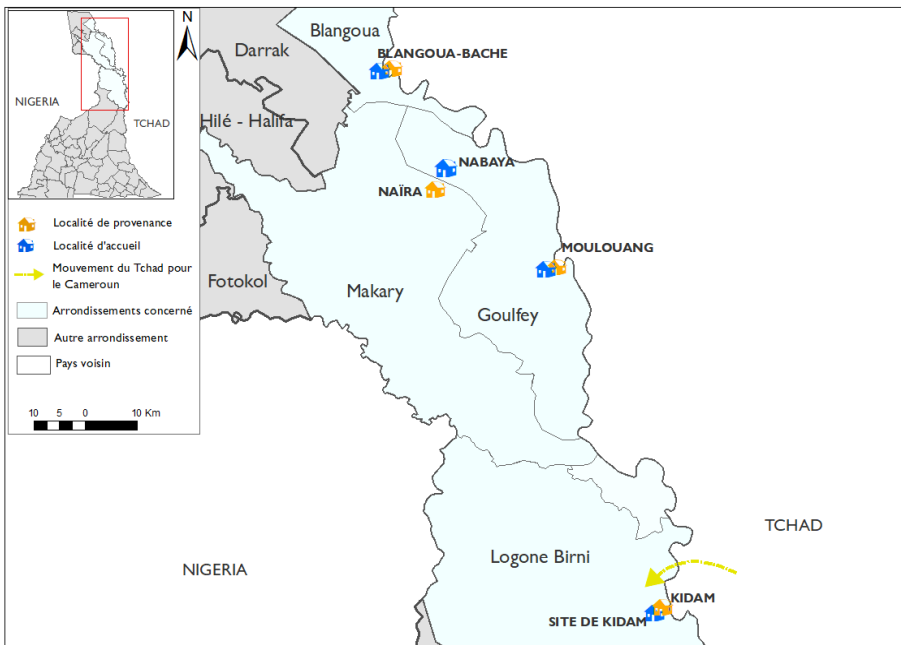 NIGERIA
TCHAD
N
Localité de provenance
Localité d'accueil
Mouvement du Tchad pour
le Cameroun
Arrondissements concerné
Autre arrondissement
Pays voisin
10 5 0 10 Km
Blangoua
Darrak
BLANGOUA-BACHE
Hilé - Halifa
NABAYA
NAÏRA
MOULOUANG
Fotokol
Makary
Goulfey
TCHAD
Logone Birni
NIGERIA
KIDAM
SITE DE KIDAM